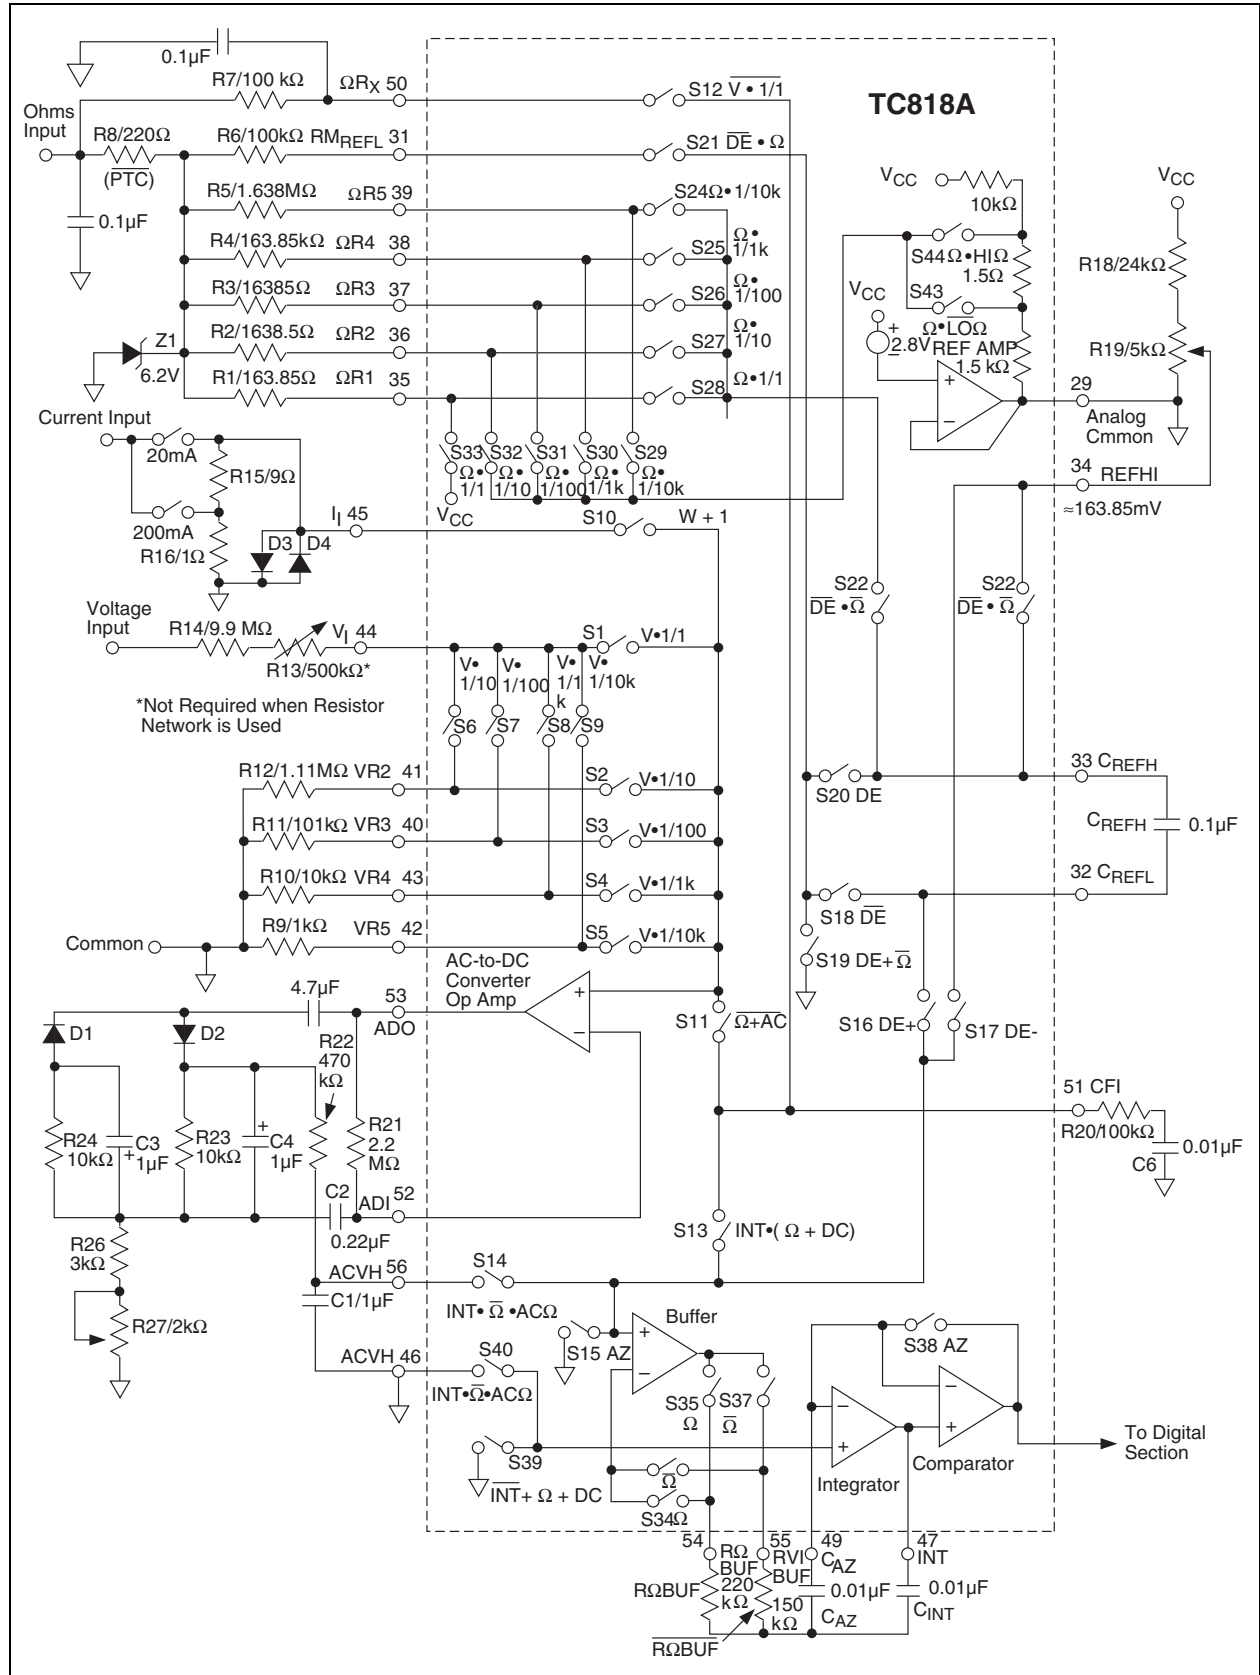 TC818A
0.1µF
R7/100 kΩ
ΩRX 50
S12 V • 1/1
Ohms
Input
R8/220Ω
(PTC)
R6/100kΩ
RMREFL 31
S21 DE • Ω
0.1µF
R5/1.638MΩ
ΩR5 39
S24Ω•1/10k
R4/163.85kΩ
ΩR4 38
S25
Ω•
1/1k
R3/16385Ω
ΩR3 37
S26
Ω•
1/100
R2/1638.5Ω
ΩR2 36
S27
Ω•
1/10
Z1
6.2V
R1/163.85Ω
ΩR1 35
S28
Ω•1/1
VCC
10kΩ
S44Ω•HIΩ
1.5Ω
S43
Ω•LOΩ
VCC
+
2.8V
–
REF AMP
1.5 kΩ
+
–
VCC
R18/24kΩ
R19/5kΩ
29
Analog
Cmmon
34
REFHI
≈163.85mV
Current Input
20mA
R15/9Ω
200mA
R16/1Ω
D3
D4
II 45
S33
Ω•
1/1
VCC
S32
Ω•
1/10
S31
Ω•
1/100
S30
Ω•
1/1k
S29
Ω•
1/10k
S10
W + 1
S22
DE • Ω
S22
DE • Ω
Voltage
Input
R14/9.9 MΩ
R13/500kΩ*
VI 44
S1
V•1/1
*Not Required when Resistor
Network is Used
V•
1/10
V•
1/100
V•
1/1
k
V•
1/10k
S6
S7
S8
S9
R12/1.11MΩ
VR2 41
S2
V•1/10
R11/101kΩ
VR3 40
S3
V•1/100
R10/10kΩ
VR4 43
S4
V•1/1k
Common
R9/1kΩ
VR5 42
S5
V•1/10k
S20 DE
33 CREFH
CREFH
0.1µF
32 CREFL
S18 DE
S19 DE+Ω
S16 DE+
S17 DE-
AC-to-DC
Converter
Op Amp
+
–
4.7µF
53
ADO
D1
D2
R22
470
kΩ
R24
10kΩ
C3
+
1µF
R23
10kΩ
+
C4
1µF
R21
2.2
MΩ
C2
0.22µF
ADI 52
R26
3kΩ
R27/2kΩ
S11
Ω+AC
51 CFI
R20/100kΩ
C6
0.01µF
S13
INT•( Ω + DC)
ACVH 56
S14
INT• Ω •ACΩ
C1/1µF
ACVH 46
S40
INT•Ω•ACΩ
S15 AZ
Buffer
+
–
S35
Ω
S37
Ω
S38 AZ
–
+
Integrator
–
+
Comparator
To Digital
Section
S39
INT + Ω + DC
Ω
S34Ω
54
RΩ
BUF
55
RVI
BUF
49
CAZ
47
INT
RΩBUF
220
kΩ
150
kΩ
RΩBUF
0.01µF
CAZ
0.01µF
CINT